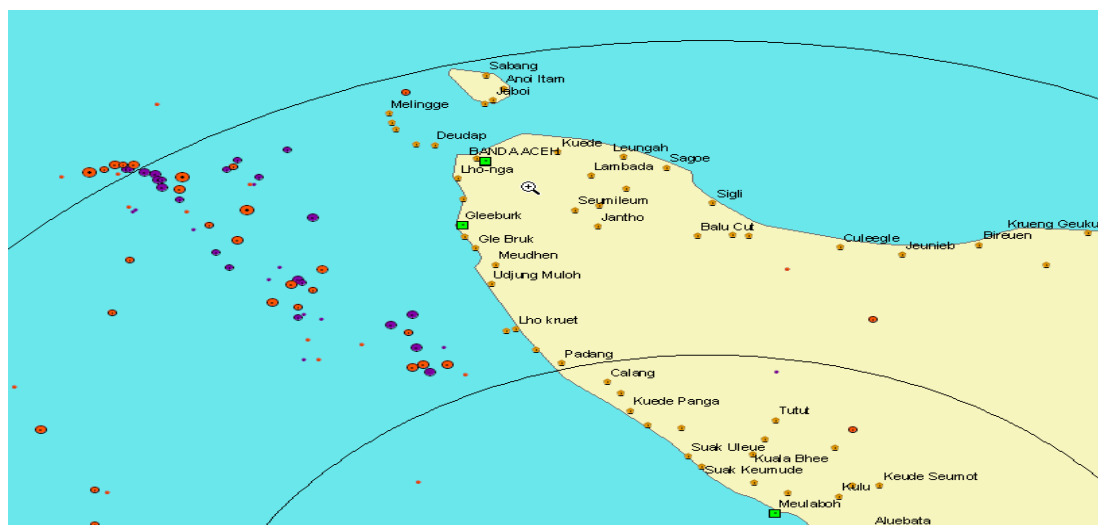 Sabang
Anoi Itam
Jaboi
Melingge
Deudap
BANDA ACEH
Kuede
Leungah
Sagoe
Lho-nga
Lambada
Seumileum
Sigli
Gleeburk
Jantho
Balu Cut
Krueng Geuku
Gle Bruk
Culeegle
Bireuen
Jeunieb
Meudhen
Udjung Muloh
Lho kruet
Padang
Calang
Kuede Panga
Tutut
Suak Uleue
Kuala Bhee
Suak Keumude
Keude Seumot
Kulu
Meulaboh
Aluebata